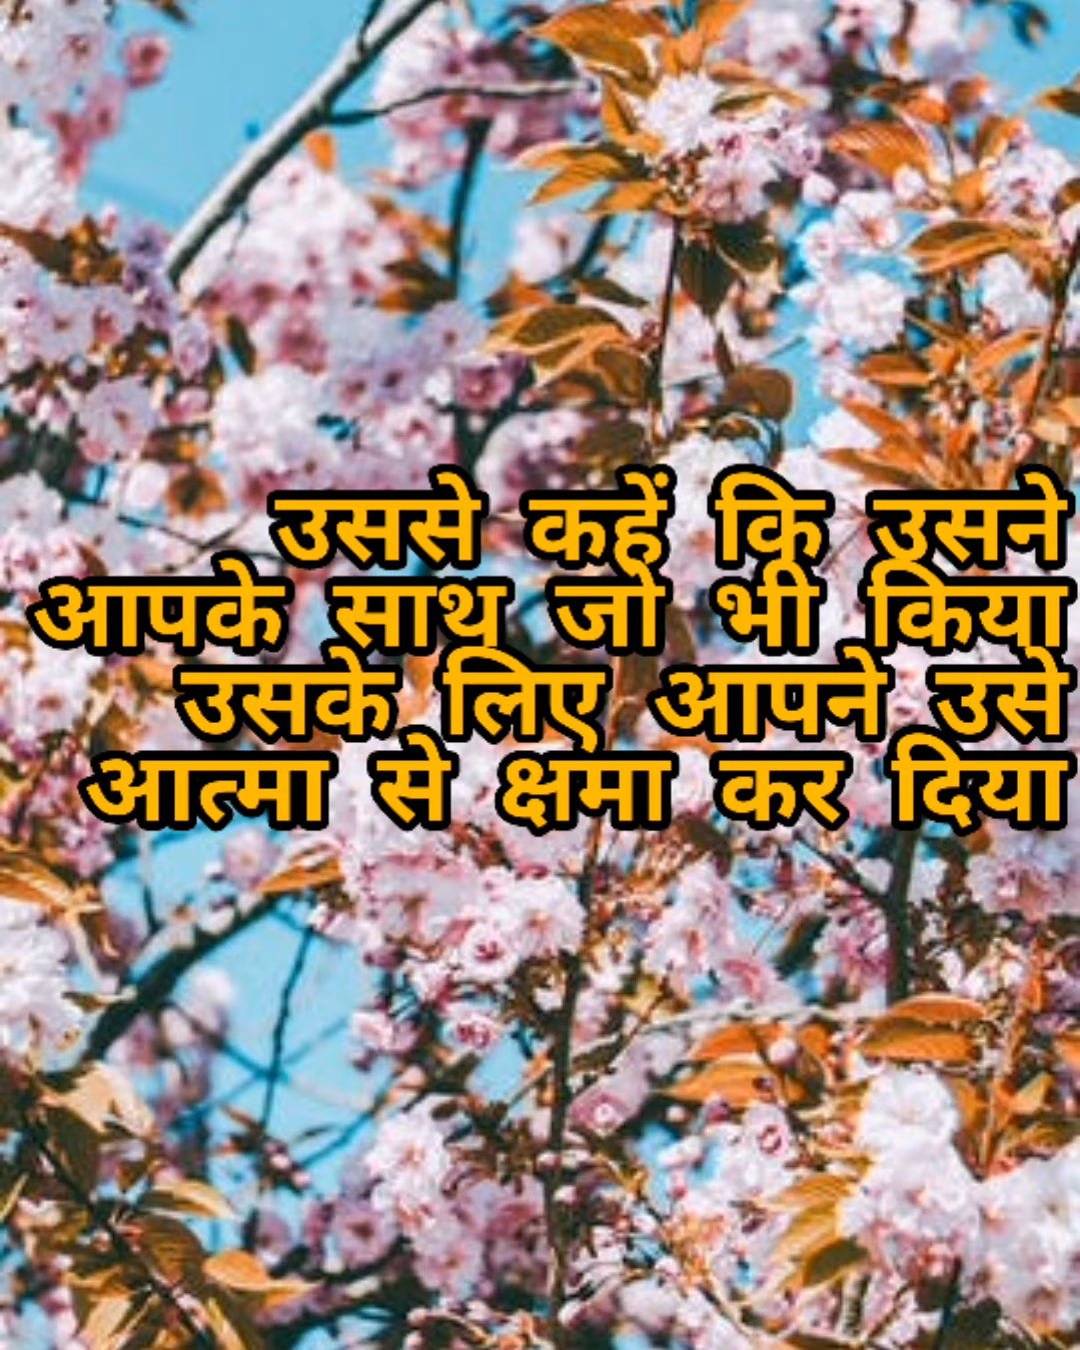 उससे कहें कि उसने
आपके साथ जो भी किया
उसके लिए आपने उसे
आत्मा से क्षमा कर दिया